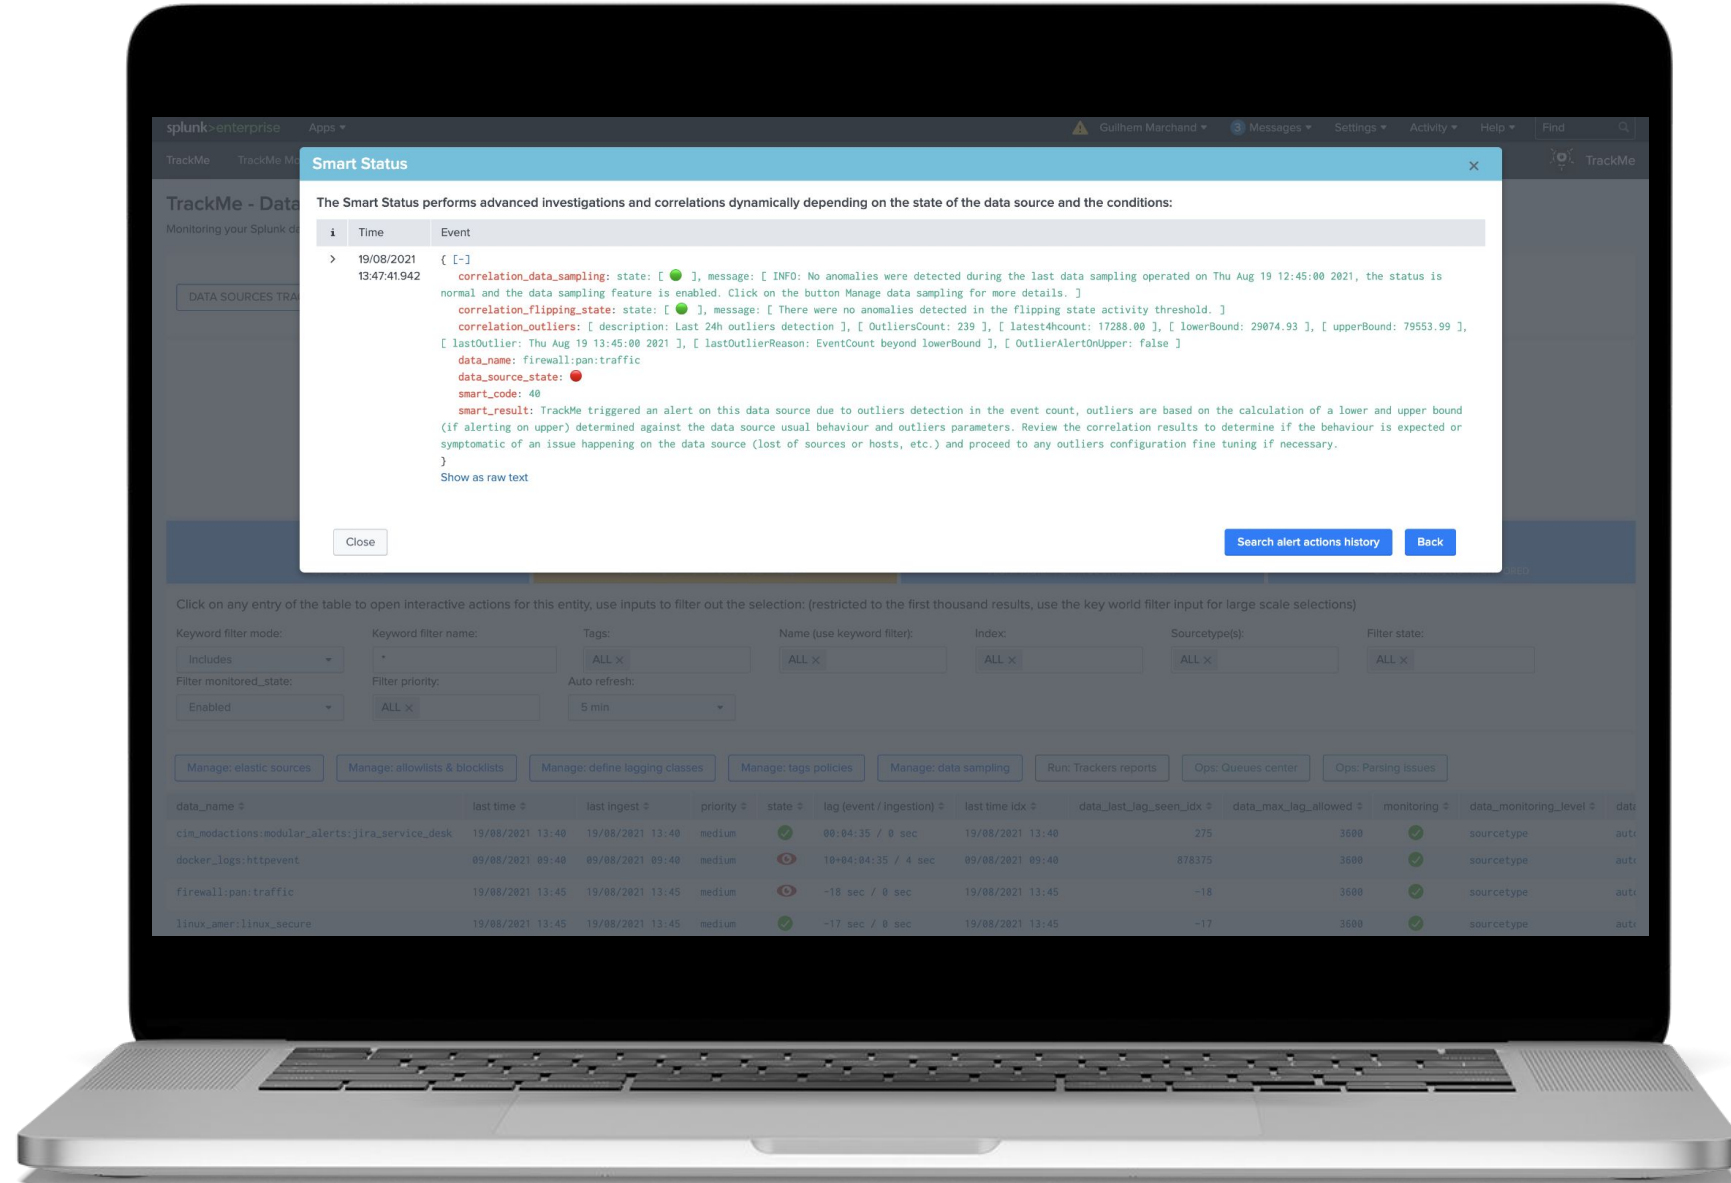 splunk>enterprise Apps Guilhem Marchand 3 Messages Settings Activity Help Find
TrackMe TrackMe Mo TrackMe
Smart Status ×
TrackMe - Data
Monitoring your Splunk da
DATA SOURCES TRA
The Smart Status performs advanced investigations and correlations dynamically depending on the state of the data source and the conditions:
i Time Event
> 19/08/2021 { [-]
13:47:41.942 correlation_data_sampling: state: [ 🟢 ], message: [ INFO: No anomalies were detected during the last data sampling operated on Thu Aug 19 12:45:00 2021, the status is
normal and the data sampling feature is enabled. Click on the button Manage data sampling for more details. ]
correlation_flipping_state: state: [ 🟢 ], message: [ There were no anomalies detected in the flipping state activity threshold. ]
correlation_outliers: [ description: Last 24h outliers detection ], [ OutliersCount: 239 ], [ latest4hcount: 17288.00 ], [ lowerBound: 29074.93 ], [ upperBound: 79553.99 ],
[ lastOutlier: Thu Aug 19 13:45:00 2021 ], [ lastOutlierReason: EventCount beyond lowerBound ], [ OutlierAlertOnUpper: false ]
data_name: firewall:pan:traffic
data_source_state: 🔴
smart_code: 40
smart_result: TrackMe triggered an alert on this data source due to outliers detection in the event count, outliers are based on the calculation of a lower and upper bound
(if alerting on upper) determined against the data source usual behaviour and outliers parameters. Review the correlation results to determine if the behaviour is expected or
symptomatic of an issue happening on the data source (lost of sources or hosts, etc.) and proceed to any outliers configuration fine tuning if necessary.
}
Show as raw text
Close Search alert actions history Back
Click on any entry of the table to open interactive actions for this entity, use inputs to filter out the selection: (restricted to the first thousand results, use the key world filter input for large scale selections)
Keyword filter mode: Keyword filter name: Tags: Name (use keyword filter): Index: Sourcetype(s): Filter state:
Includes * ALL × ALL × ALL × ALL × ALL ×
Filter monitored_state: Filter priority: Auto refresh:
Enabled ALL × 5 min
Manage: elastic sources Manage: allowlists & blocklists Manage: define lagging classes Manage: tags policies Manage: data sampling Run: Trackers reports Ops: Queues center Ops: Parsing issues
data_name last time last ingest priority state lag (event / ingestion) last time idx data_last_lag_seen_idx data_max_lag_allowed monitoring data_monitoring_level data
cim_modactions:modular_alerts:jira_service_desk 19/08/2021 13:40 19/08/2021 13:40 medium 00:04:35 / 0 sec 19/08/2021 13:40 275 3600 sourcetype auto
docker_logs:httpevent 09/08/2021 09:40 09/08/2021 09:40 medium 10+04:04:35 / 4 sec 09/08/2021 09:40 878375 3600 sourcetype auto
firewall:pan:traffic 19/08/2021 13:45 19/08/2021 13:45 medium -18 sec / 0 sec 19/08/2021 13:45 -18 3600 sourcetype auto
linux_amer:linux_secure 19/08/2021 13:45 19/08/2021 13:45 medium -17 sec / 0 sec 19/08/2021 13:45 -17 3600 sourcetype auto